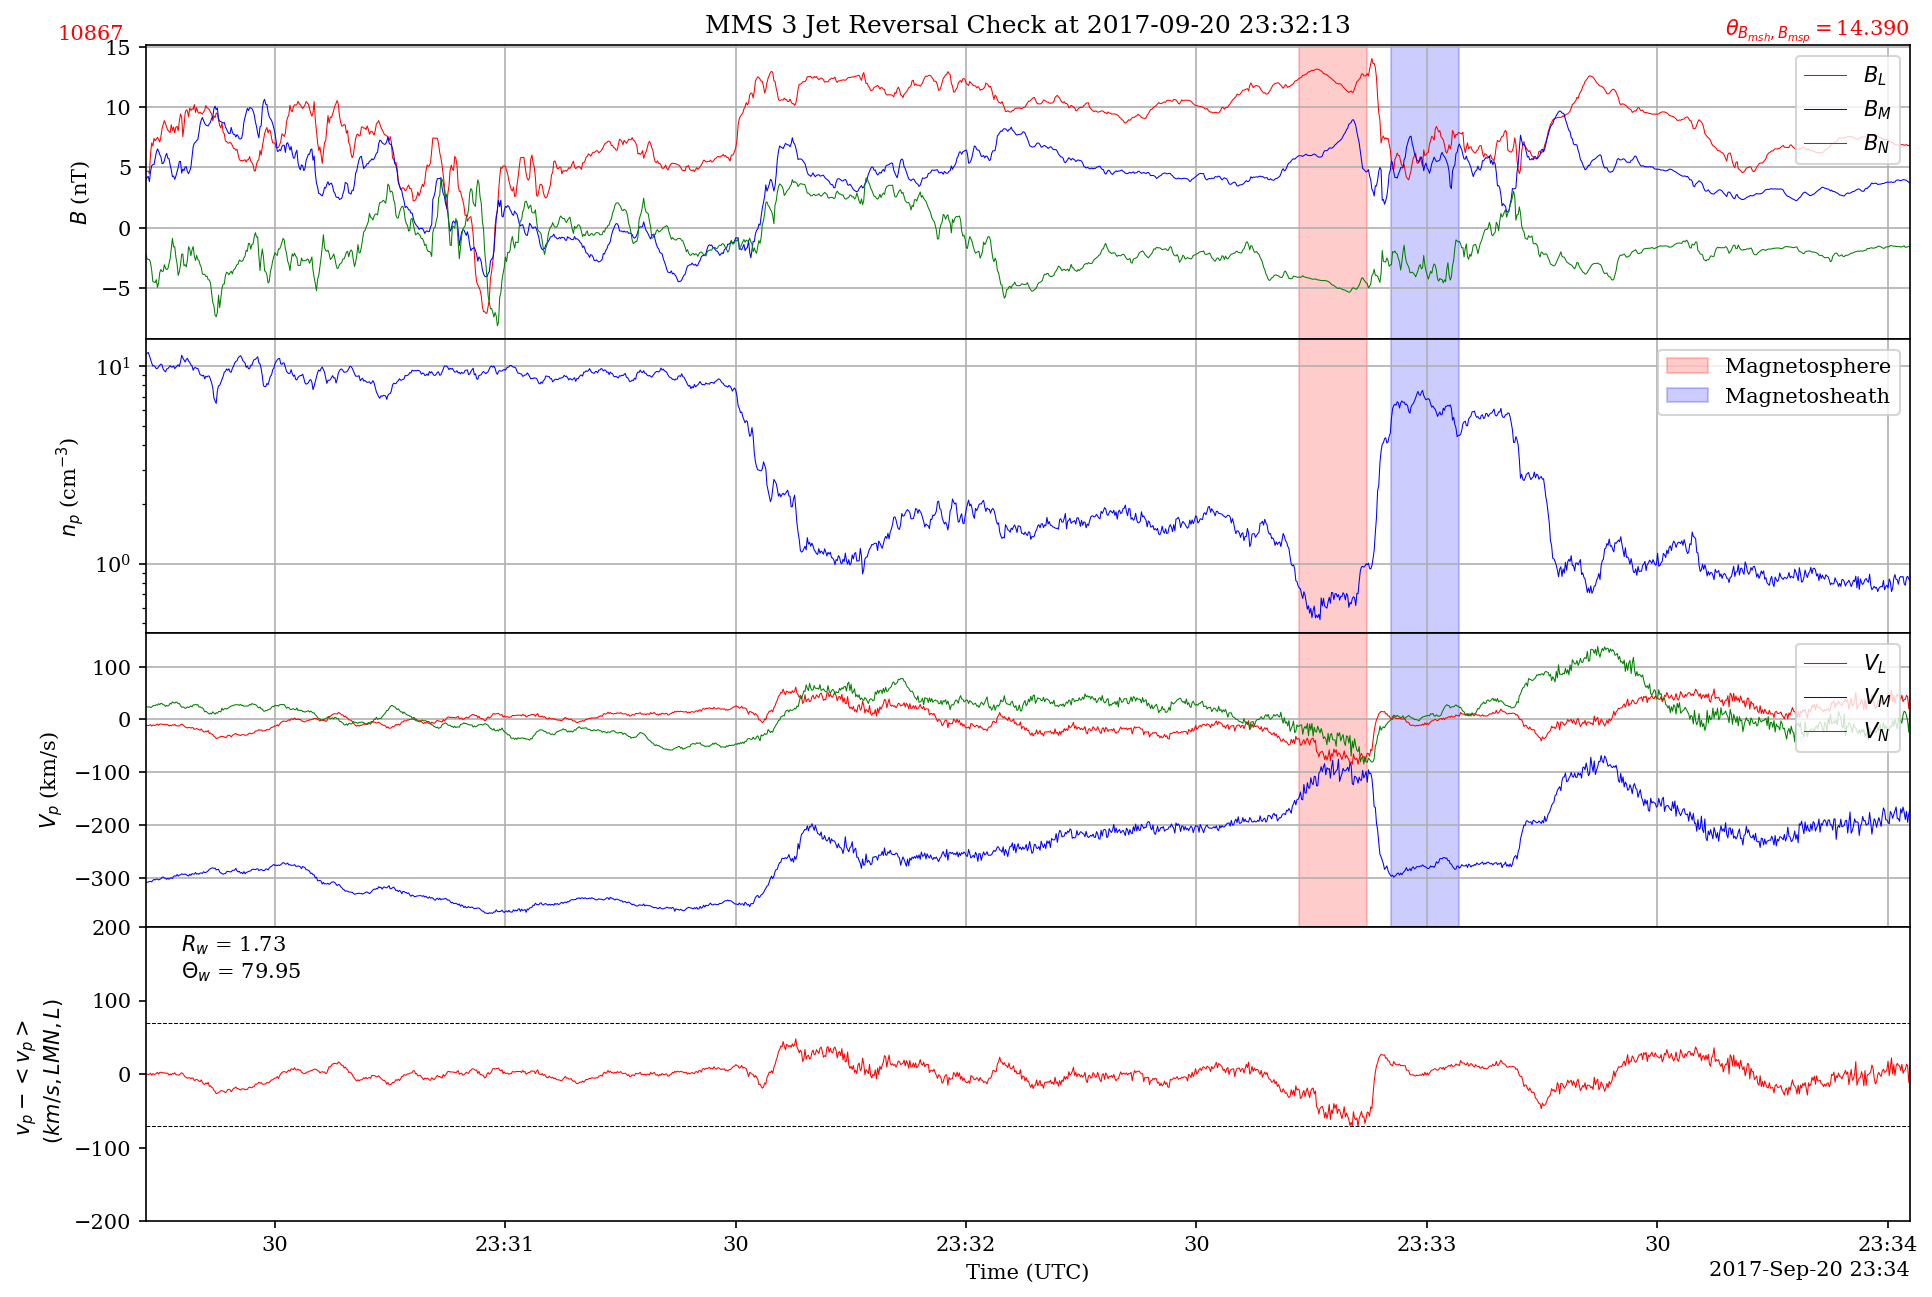 MMS 3 Jet Reversal Check at 2017-09-20 23:32:13
10867
θ_{B_{msh}, B_{msp}} = 14.390
15
10
5
0
−5
B (nT)
B_L
B_M
B_N
10^1
10^0
n_p (cm^{−3})
Magnetosphere
Magnetosheath
100
0
−100
−200
−300
V_p (km/s)
V_L
V_M
V_N
200
100
0
−100
−200
v_p − < v_p >
(km/s, LMN, L)
R_w = 1.73
Θ_w = 79.95
30 23:31 30 23:32 30 23:33 30 23:34
Time (UTC)
2017-Sep-20 23:34